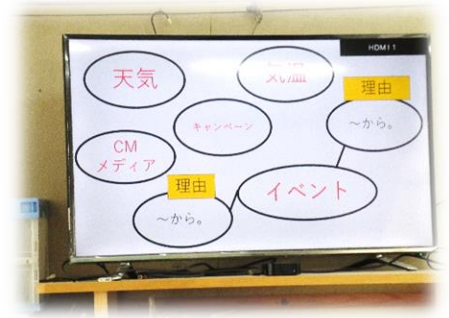 HDMI 1
天気
気温
理由
キャンペーン
～から。
CM
メディア
理由
イベント
～から。